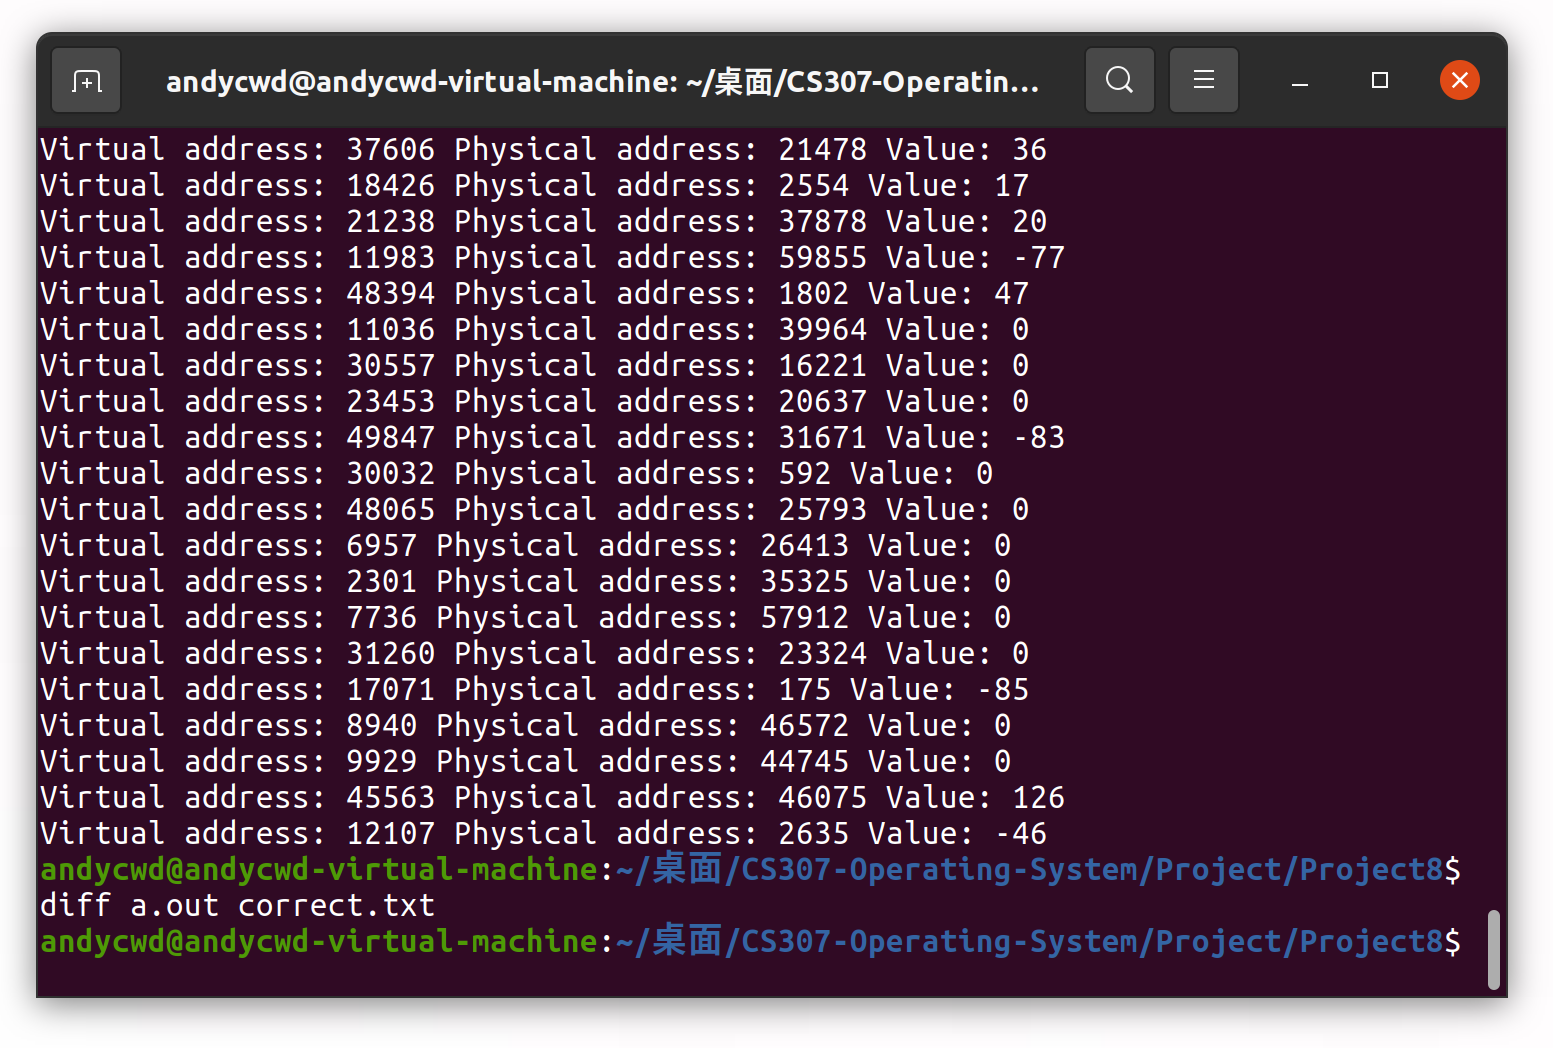 andycwd@andycwd-virtual-machine: ~/桌面/CS307-Operatin...
Virtual address: 37606 Physical address: 21478 Value: 36
Virtual address: 18426 Physical address: 2554 Value: 17
Virtual address: 21238 Physical address: 37878 Value: 20
Virtual address: 11983 Physical address: 59855 Value: -77
Virtual address: 48394 Physical address: 1802 Value: 47
Virtual address: 11036 Physical address: 39964 Value: 0
Virtual address: 30557 Physical address: 16221 Value: 0
Virtual address: 23453 Physical address: 20637 Value: 0
Virtual address: 49847 Physical address: 31671 Value: -83
Virtual address: 30032 Physical address: 592 Value: 0
Virtual address: 48065 Physical address: 25793 Value: 0
Virtual address: 6957 Physical address: 26413 Value: 0
Virtual address: 2301 Physical address: 35325 Value: 0
Virtual address: 7736 Physical address: 57912 Value: 0
Virtual address: 31260 Physical address: 23324 Value: 0
Virtual address: 17071 Physical address: 175 Value: -85
Virtual address: 8940 Physical address: 46572 Value: 0
Virtual address: 9929 Physical address: 44745 Value: 0
Virtual address: 45563 Physical address: 46075 Value: 126
Virtual address: 12107 Physical address: 2635 Value: -46
andycwd@andycwd-virtual-machine:~/桌面/CS307-Operating-System/Project/Project8$
diff a.out correct.txt
andycwd@andycwd-virtual-machine:~/桌面/CS307-Operating-System/Project/Project8$